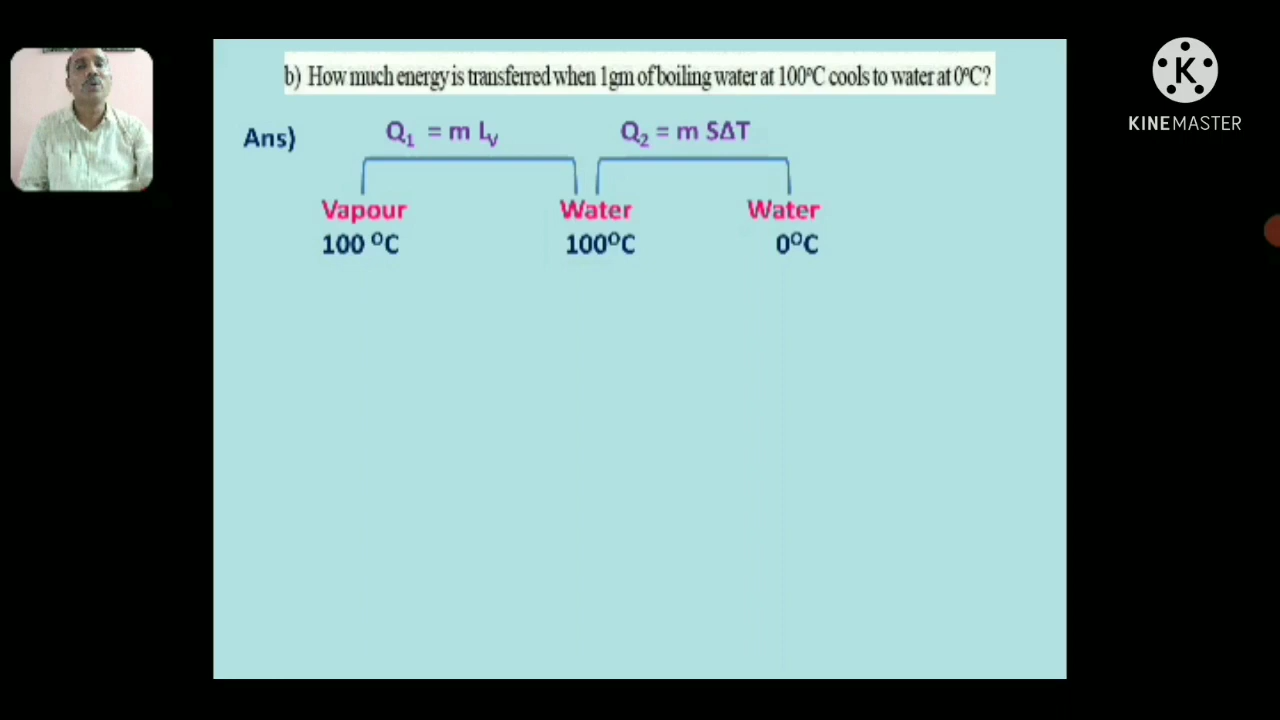 b) How much energy is transferred when 1gm of boiling water at 100°C cools to water at 0°C?
Ans) Q₁ = m Lᵥ Q₂ = m SΔT
Vapour Water Water
100 °C 100°C 0°C
K
KINEMASTER